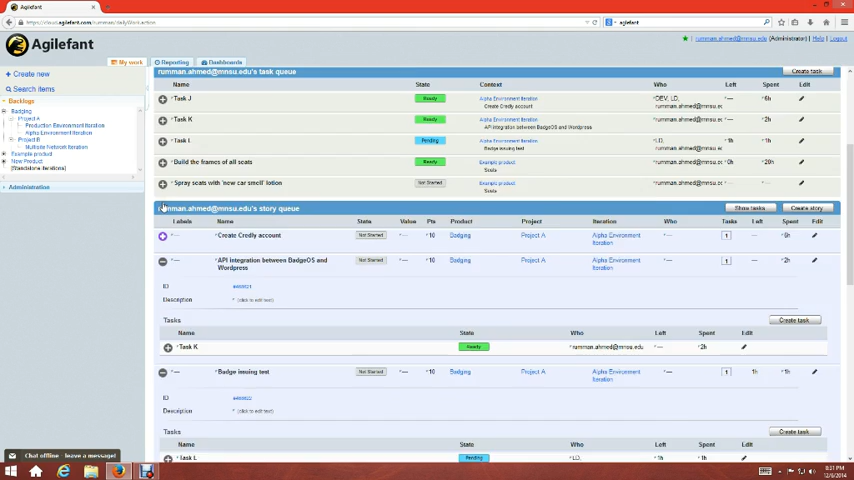 Agilefant
https://cloud.agilefant.com/rumman/dailyWork.action
agilefant
Agilefant
rumman.ahmed@mnsu.edu (Administrator) Help Logout
My work Reporting Dashboards
Create new
Search items
Backlogs
Badging
Project A
Production Environment Iteration
Alpha Environment Iteration
Project B
Multisite Network Iteration
Example product
New Product
[Standalone Iterations]
Administration
rumman.ahmed@mnsu.edu's task queue Create task
Name State Context Who Left Spent Edit
Task J Ready Alpha Environment Iteration DEV, LD, — 6h
Create Credly account rumman.ahmed@mnsu.ec
Task K Ready Alpha Environment Iteration — 2h
API integration between BadgeOS and Wordpress rumman.ahmed@mnsu.ec
Task L Pending Alpha Environment Iteration LD, 1h 1h
Badge issuing test rumman.ahmed@mnsu.ec
Build the frames of all seats Ready Example product 0h 20h
Seats rumman.ahmed@mnsu.ec
Spray seats with 'new car smell' lotion Not Started Example product — —
Seats rumman.ahmed@mnsu.ec
mman.ahmed@mnsu.edu's story queue Show tasks Create story
Labels Name State Value Pts Product Project Iteration Who Tasks Left Spent Edit
— Create Credly account Not Started — 10 Badging Project A Alpha Environment Iteration — 1 — 6h
— API integration between BadgeOS and Wordpress Not Started — 10 Badging Project A Alpha Environment Iteration — 1 — 2h
ID
Description (click to edit text)
Tasks Create task
Name State Who Left Spent Edit
Task K Ready rumman.ahmed@mnsu.edu — 2h
— Badge issuing test Not Started — 10 Badging Project A Alpha Environment Iteration — 1 1h 1h
ID
Description (click to edit text)
Tasks Create task
Name State Who Left Spent Edit
Task L Pending LD, 1h 1h
Chat offline - leave a message!
8:31 PM
12/8/2014